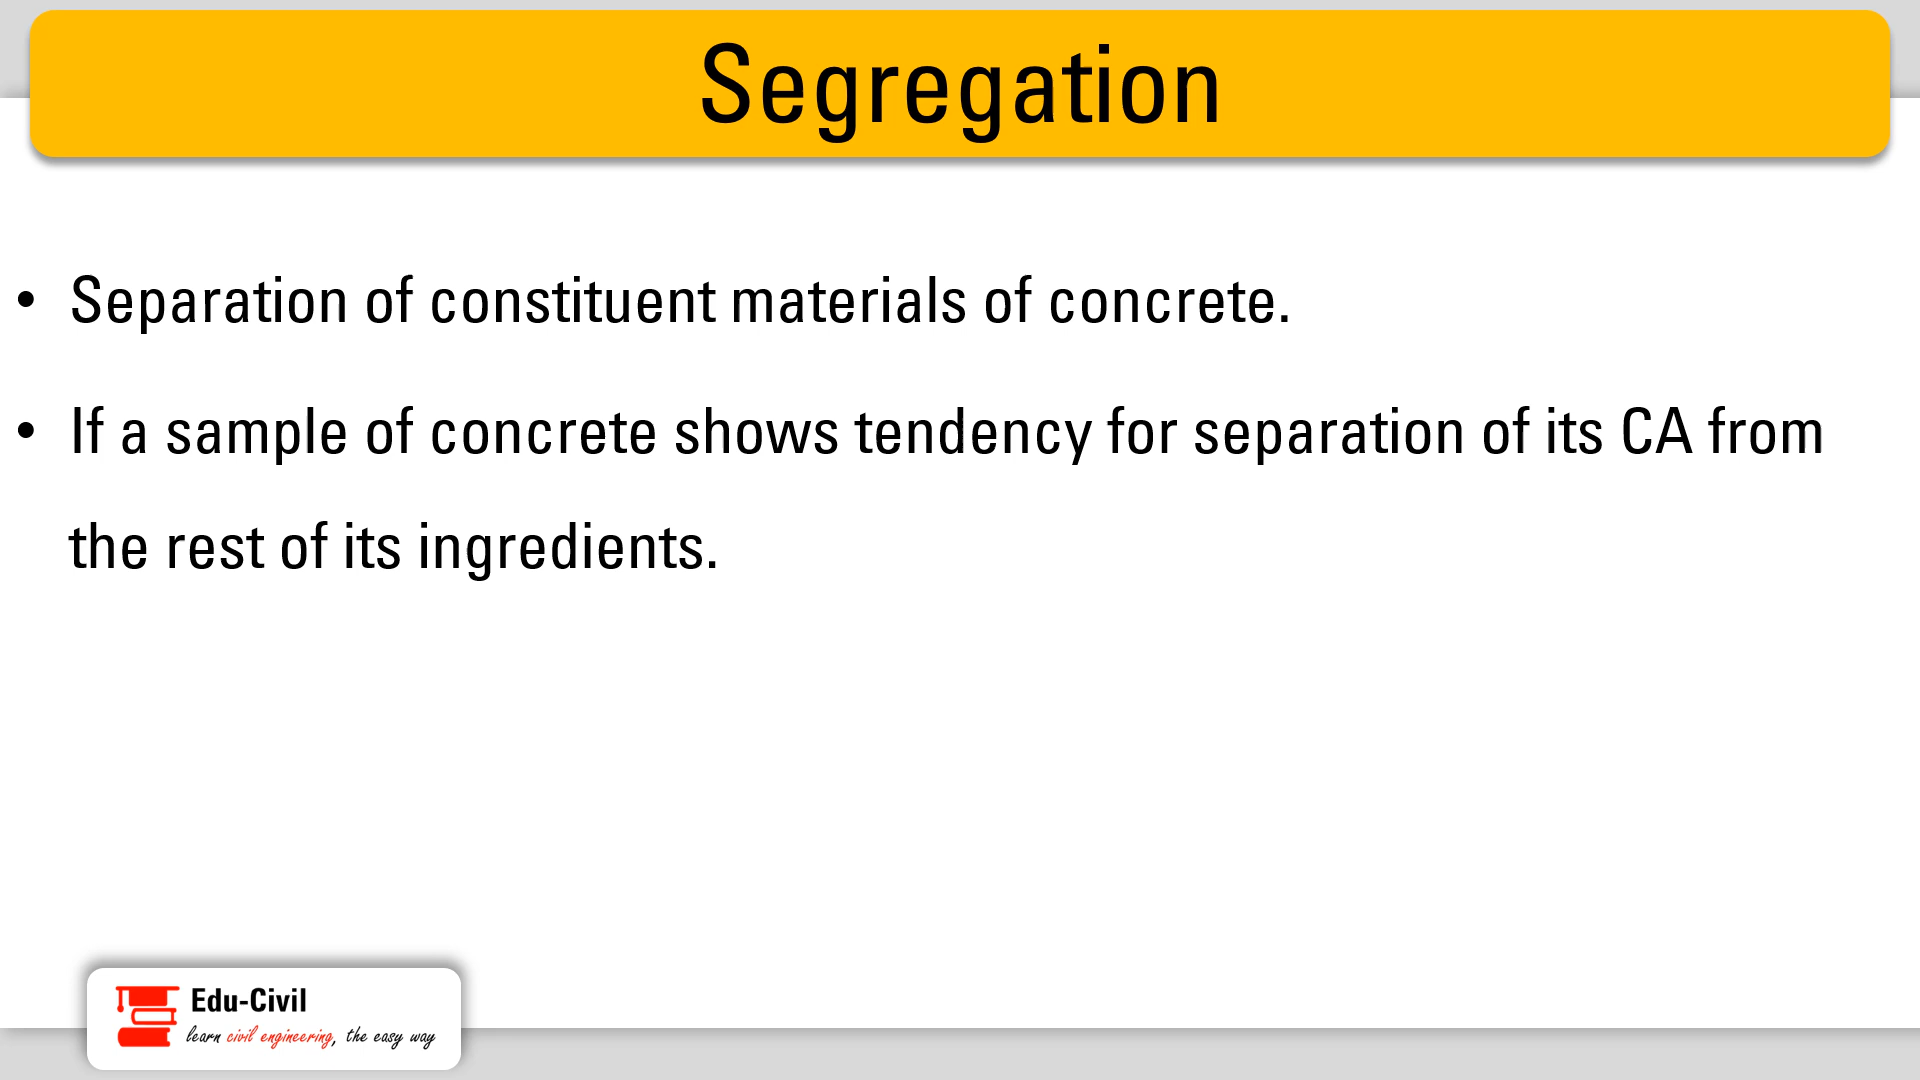 Segregation
• Separation of constituent materials of concrete.
• If a sample of concrete shows tendency for separation of its CA from
the rest of its ingredients.
Edu-Civil
learn civil engineering, the easy way